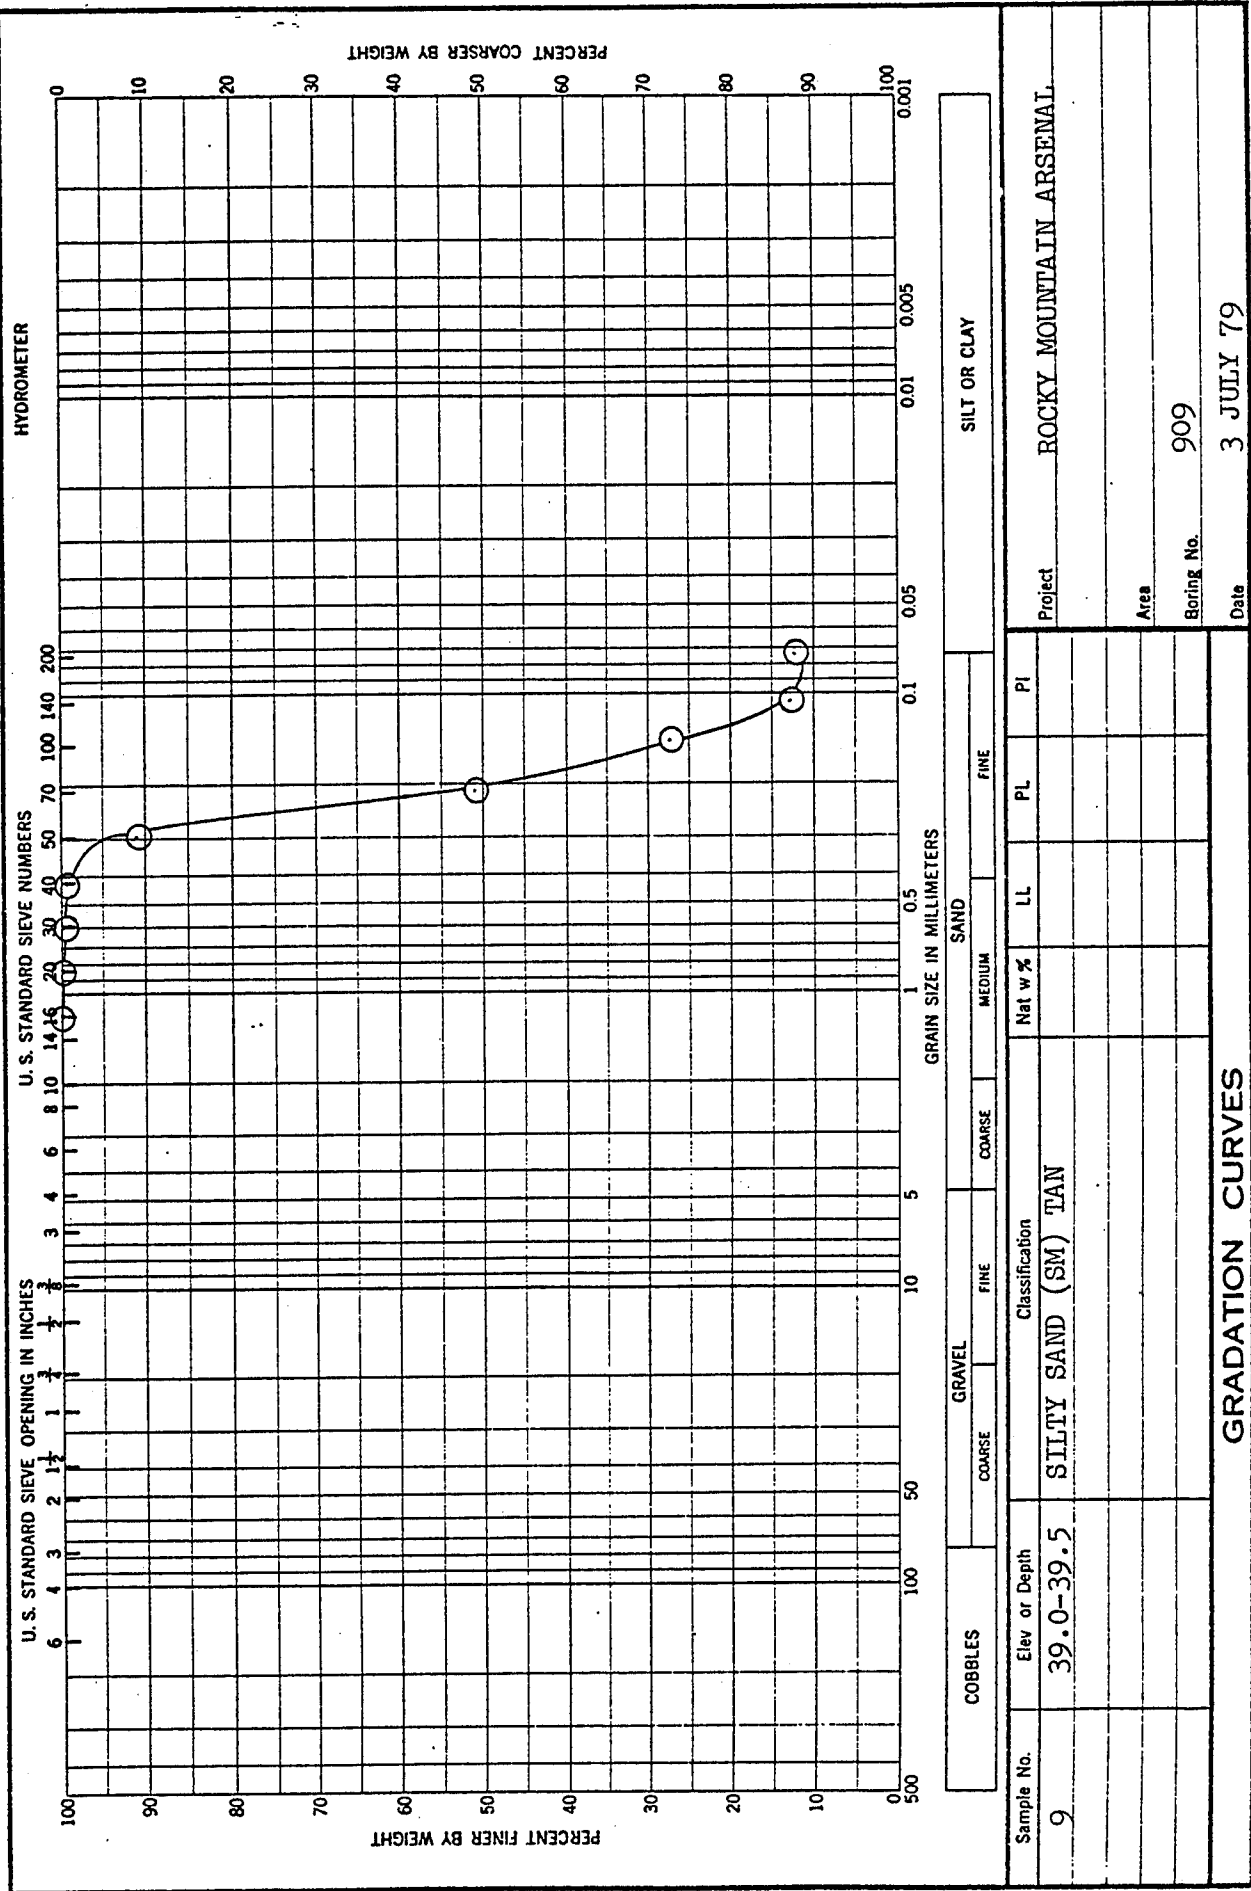 U. S. STANDARD SIEVE OPENING IN INCHES
U. S. STANDARD SIEVE NUMBERS
HYDROMETER
6 4 3 2 1½ 1 ¾ ½ ⅜ 3 4 6 8 10 14 16 20 30 40 50 70 100 140 200
PERCENT FINER BY WEIGHT
100
90
80
70
60
50
40
30
20
10
0
PERCENT COARSER BY WEIGHT
0
10
20
30
40
50
60
70
80
90
100
500 100 50 10 5 1 0.5 0.1 0.05 0.01 0.005 0.001
GRAIN SIZE IN MILLIMETERS
COBBLES
GRAVEL
COARSE FINE
SAND
COARSE MEDIUM FINE
SILT OR CLAY
Sample No. Elev or Depth Classification Nat w % LL PL PI
9 39.0-39.5 SILTY SAND (SM) TAN
Project ROCKY MOUNTAIN ARSENAL
Area
Boring No. 909
Date 3 JULY 79
GRADATION CURVES